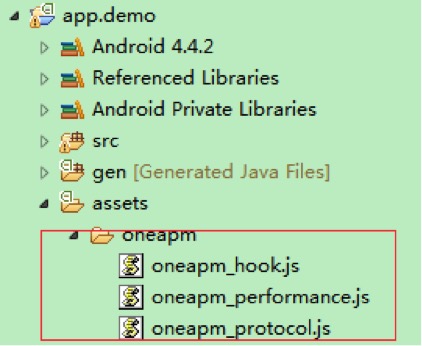 app.demo
Android 4.4.2
Referenced Libraries
Android Private Libraries
src
gen [Generated Java Files]
assets
oneapm
oneapm_hook.js
oneapm_performance.js
oneapm_protocol.js